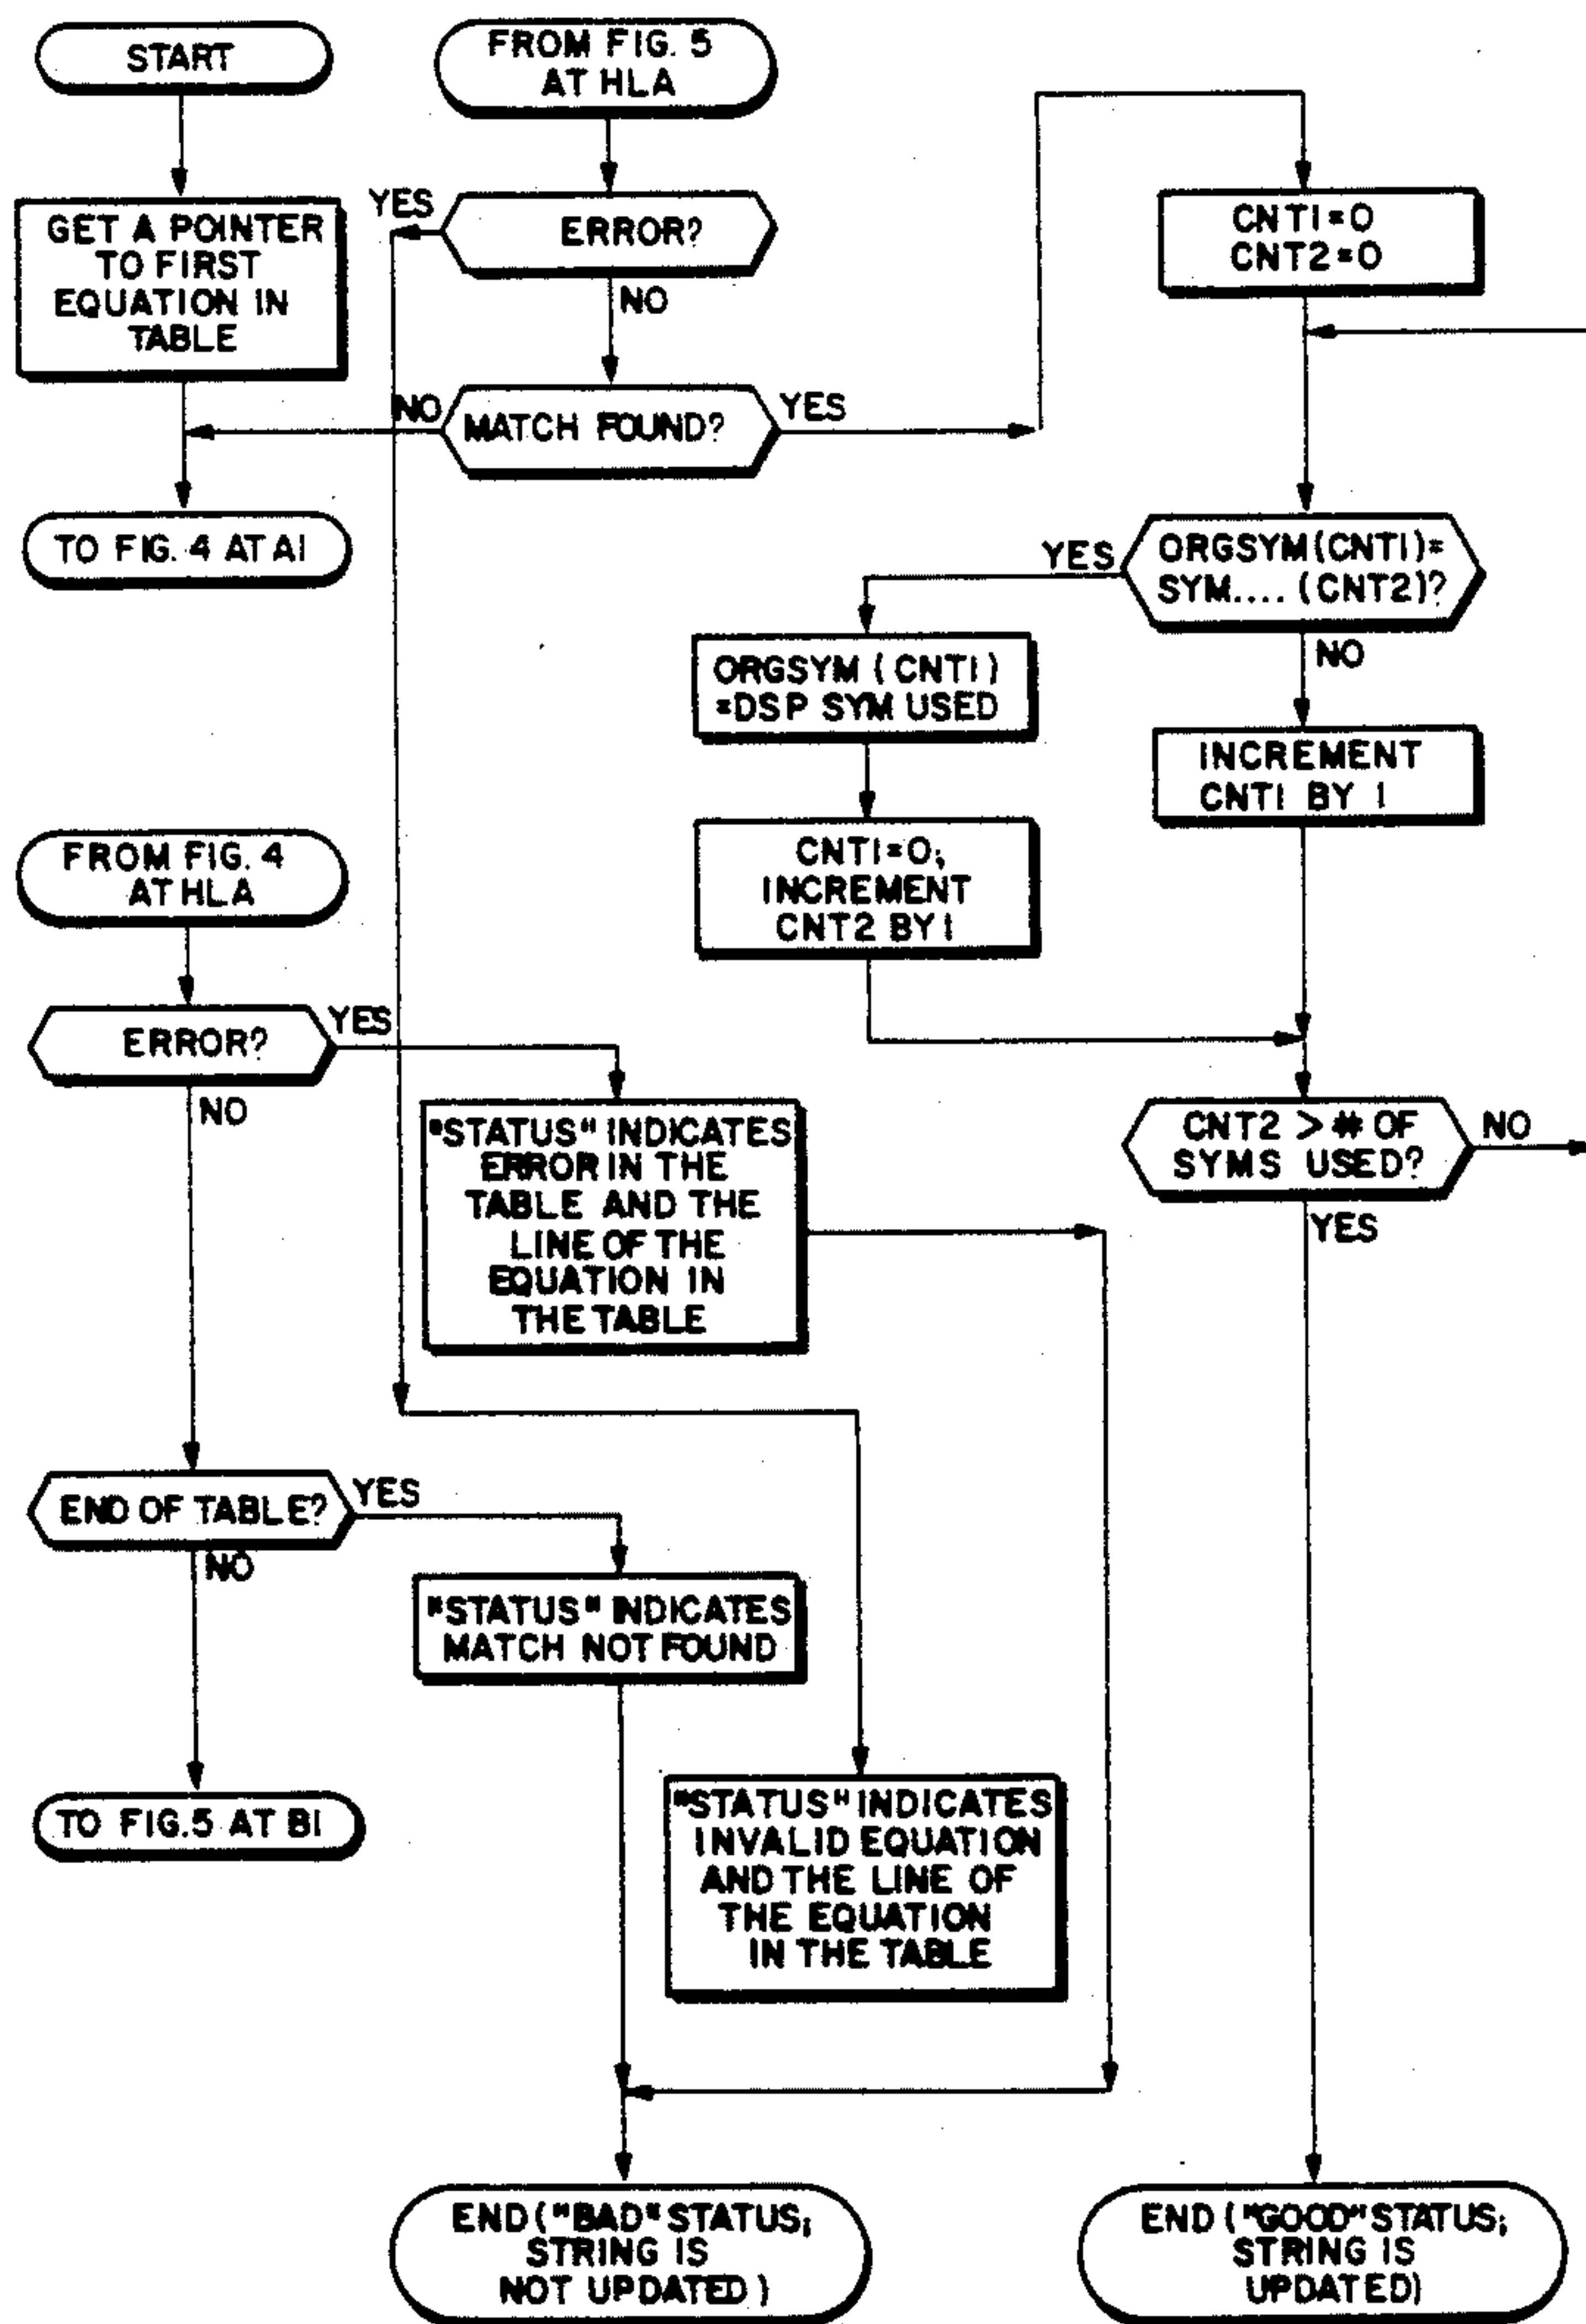 START
GET A POINTER
TO FIRST
EQUATION IN
TABLE
TO FIG. 4 AT A1
FROM FIG. 5
AT HLA
ERROR?
YES
NO
MATCH FOUND?
NO
YES
CNT1=0
CNT2=0
ORGSYM(CNT1)=
SYM....(CNT2)?
YES
NO
ORGSYM (CNT1)
=DSP SYM USED
CNT1=0;
INCREMENT
CNT2 BY 1
INCREMENT
CNT1 BY 1
CNT2 > # OF
SYMS USED?
NO
YES
FROM FIG. 4
AT HLA
ERROR?
YES
NO
"STATUS" INDICATES
ERROR IN THE
TABLE AND THE
LINE OF THE
EQUATION IN
THE TABLE
END OF TABLE?
YES
NO
"STATUS" INDICATES
MATCH NOT FOUND
TO FIG.5 AT B1
"STATUS" INDICATES
INVALID EQUATION
AND THE LINE OF
THE EQUATION
IN THE TABLE
END ("BAD" STATUS;
STRING IS
NOT UPDATED)
END ("GOOD" STATUS;
STRING IS
UPDATED)